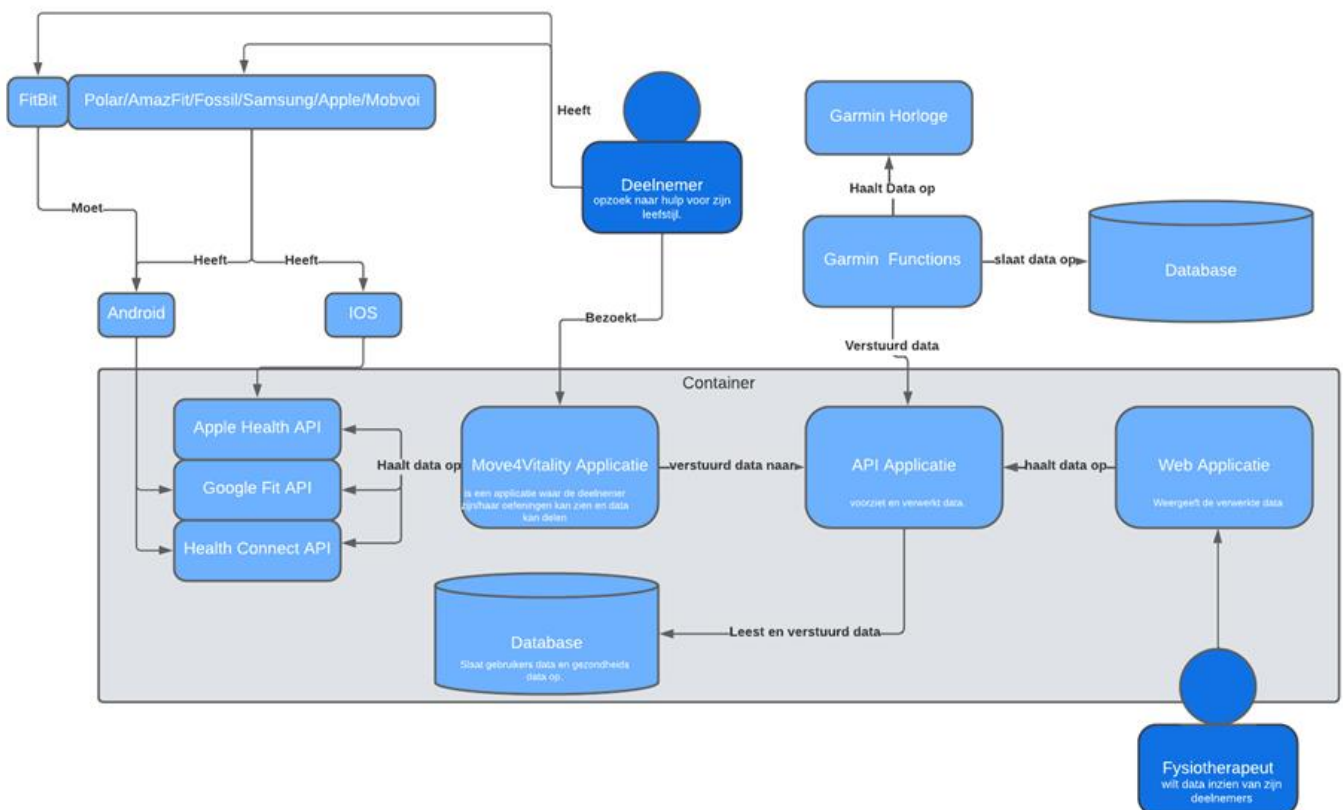 FitBit
Polar/AmazFit/Fossil/Samsung/Apple/Mobvoi
Heeft
Deelnemer
opzoek naar hulp voor zijn
leefstijl.
Garmin Horloge
Haalt Data op
Garmin Functions
slaat data op
Database
Moet
Heeft
Heeft
Android
IOS
Bezoekt
Verstuurd data
Container
Apple Health API
Google Fit API
Health Connect API
Haalt data op
Move4Vitality Applicatie
is een applicatie waar de deelnemer
zijn/haar oefeningen kan zien en data
kan delen
verstuurd data naar
API Applicatie
voorziet en verwerkt data.
haalt data op
Web Applicatie
Weergeeft de verwerkte data
Database
Slaat gebruikers data en gezondheids
data op.
Leest en verstuurd data
Fysiotherapeut
wilt data inzien van zijn
deelnemers